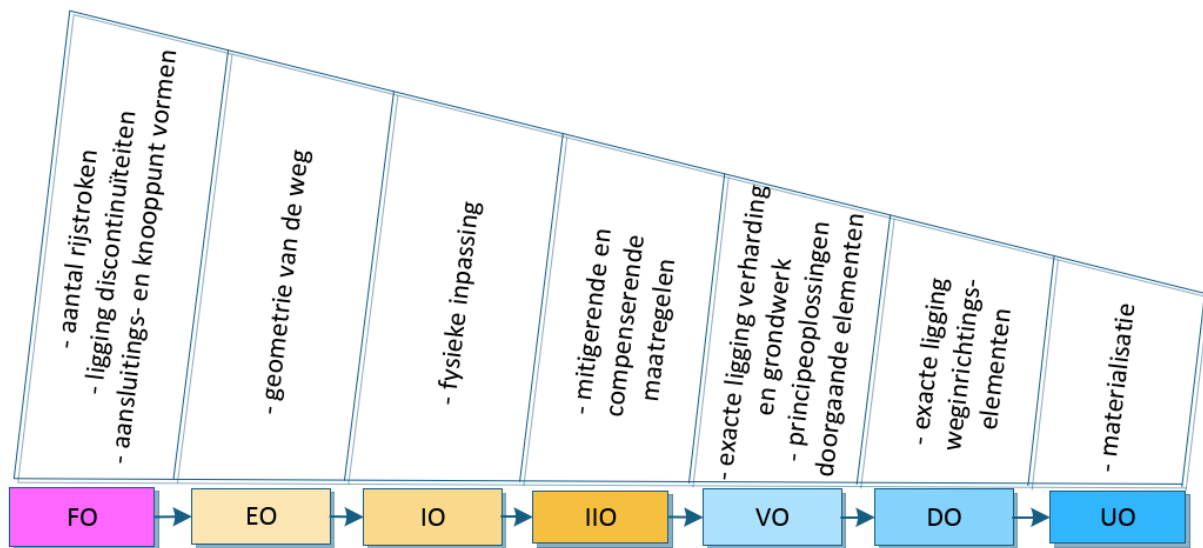 - aantal rijstroken
- ligging discontinuïteiten
- aansluitings- en knooppunt vormen
- geometrie van de weg
- fysieke inpassing
- mitigerende en
compenserende
maatregelen
- exacte ligging verharding
en grondwerk
- principeoplossingen
doorgaande elementen
- exacte ligging
weginrichtings-
elementen
- materialisatie
FO
EO
IO
IIO
VO
DO
UO